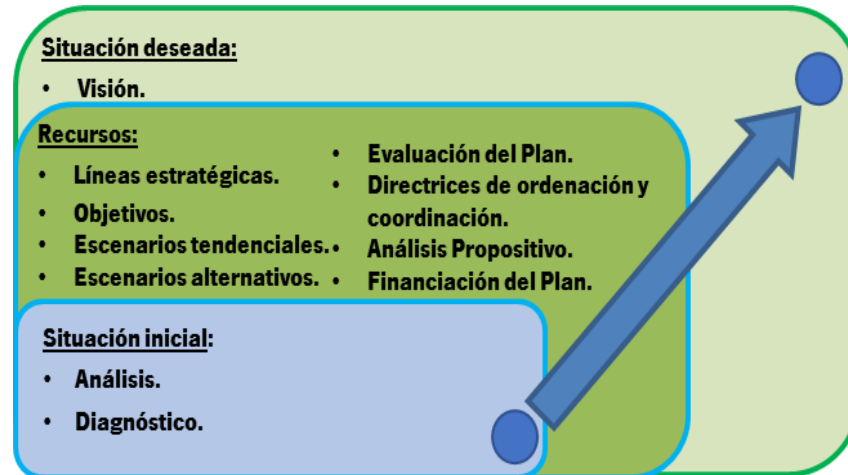 Situación deseada:
• Visión.
Recursos:
• Líneas estratégicas.
• Objetivos.
• Escenarios tendenciales.
• Escenarios alternativos.
• Evaluación del Plan.
• Directrices de ordenación y
coordinación.
• Análisis Propositivo.
• Financiación del Plan.
Situación inicial:
• Análisis.
• Diagnóstico.